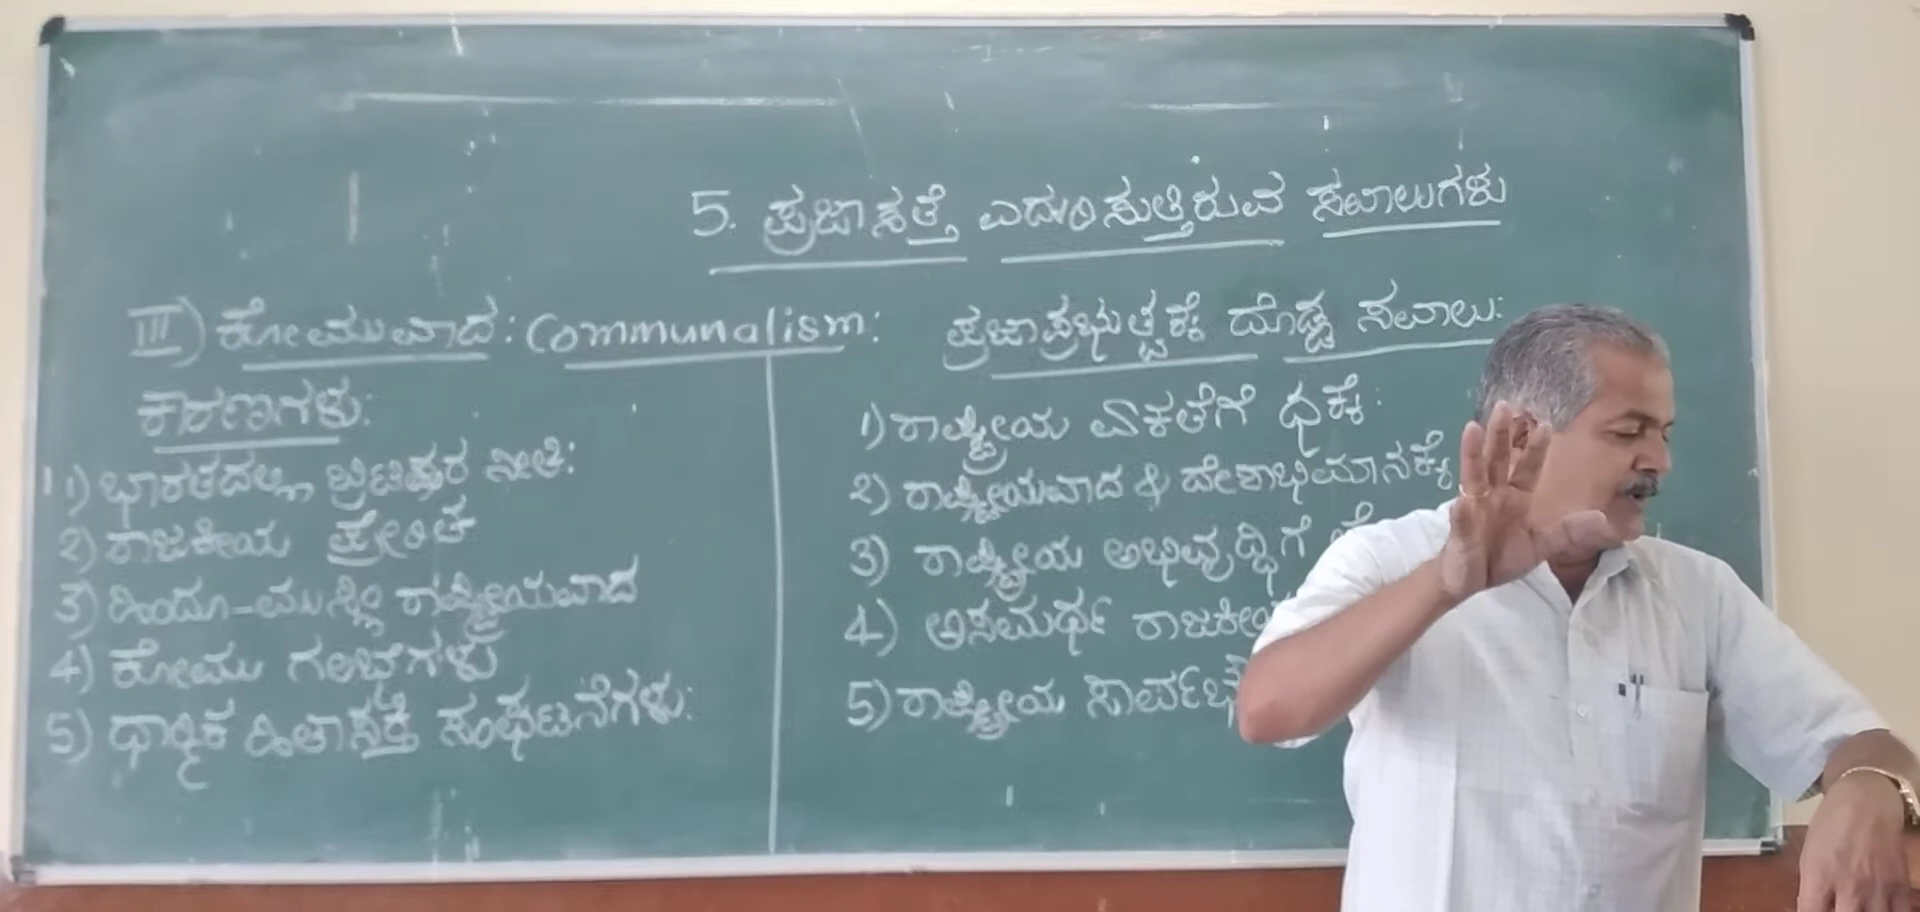 5. ಪ್ರಜಾಸತ್ತೆ ಎದುರಿಸುತ್ತಿರುವ ಸವಾಲುಗಳು
III) ಕೋಮುವಾದ: Communalism:
ಕಾರಣಗಳು:
1) ಭಾರತದಲ್ಲಿ ಬ್ರಿಟಿಷರ ನೀತಿ:
2) ರಾಜಕೀಯ ಪ್ರೇರಿತ
3) ಹಿಂದೂ-ಮುಸ್ಲಿಂ ರಾಷ್ಟ್ರೀಯವಾದ
4) ಕೋಮು ಗಲಭೆಗಳು
5) ಧಾರ್ಮಿಕ ಹಿತಾಸಕ್ತಿ ಸಂಘಟನೆಗಳು:
ಪ್ರಜಾಪ್ರಭುತ್ವಕ್ಕೆ ದೊಡ್ಡ ಸವಾಲು:
1) ರಾಷ್ಟ್ರೀಯ ಏಕತೆಗೆ ಧಕ್ಕೆ:
2) ರಾಷ್ಟ್ರೀಯವಾದ & ದೇಶಾಭಿಮಾನಕ್ಕೆ
3) ರಾಷ್ಟ್ರೀಯ ಅಭಿವೃದ್ಧಿಗೆ
4) ಅಸಮರ್ಥ
5) ರಾಷ್ಟ್ರೀಯ